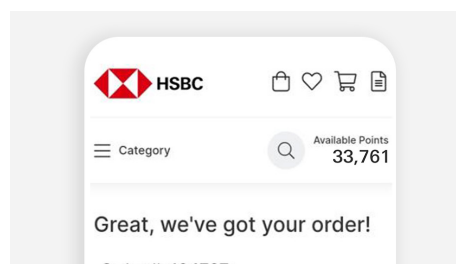 HSBC
Category
Available Points
33,761
Great, we've got your order!